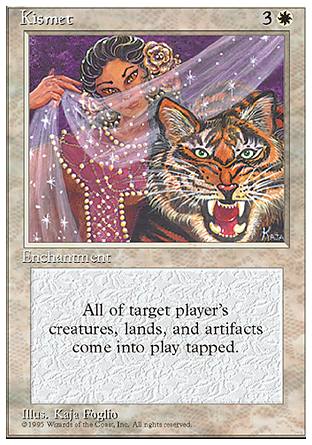 Kismet 3
KAJA
Enchantment
All of target player's
creatures, lands, and artifacts
come into play tapped.
Illus. Kaja Foglio
©1995 Wizards of the Coast, Inc. All rights reserved.